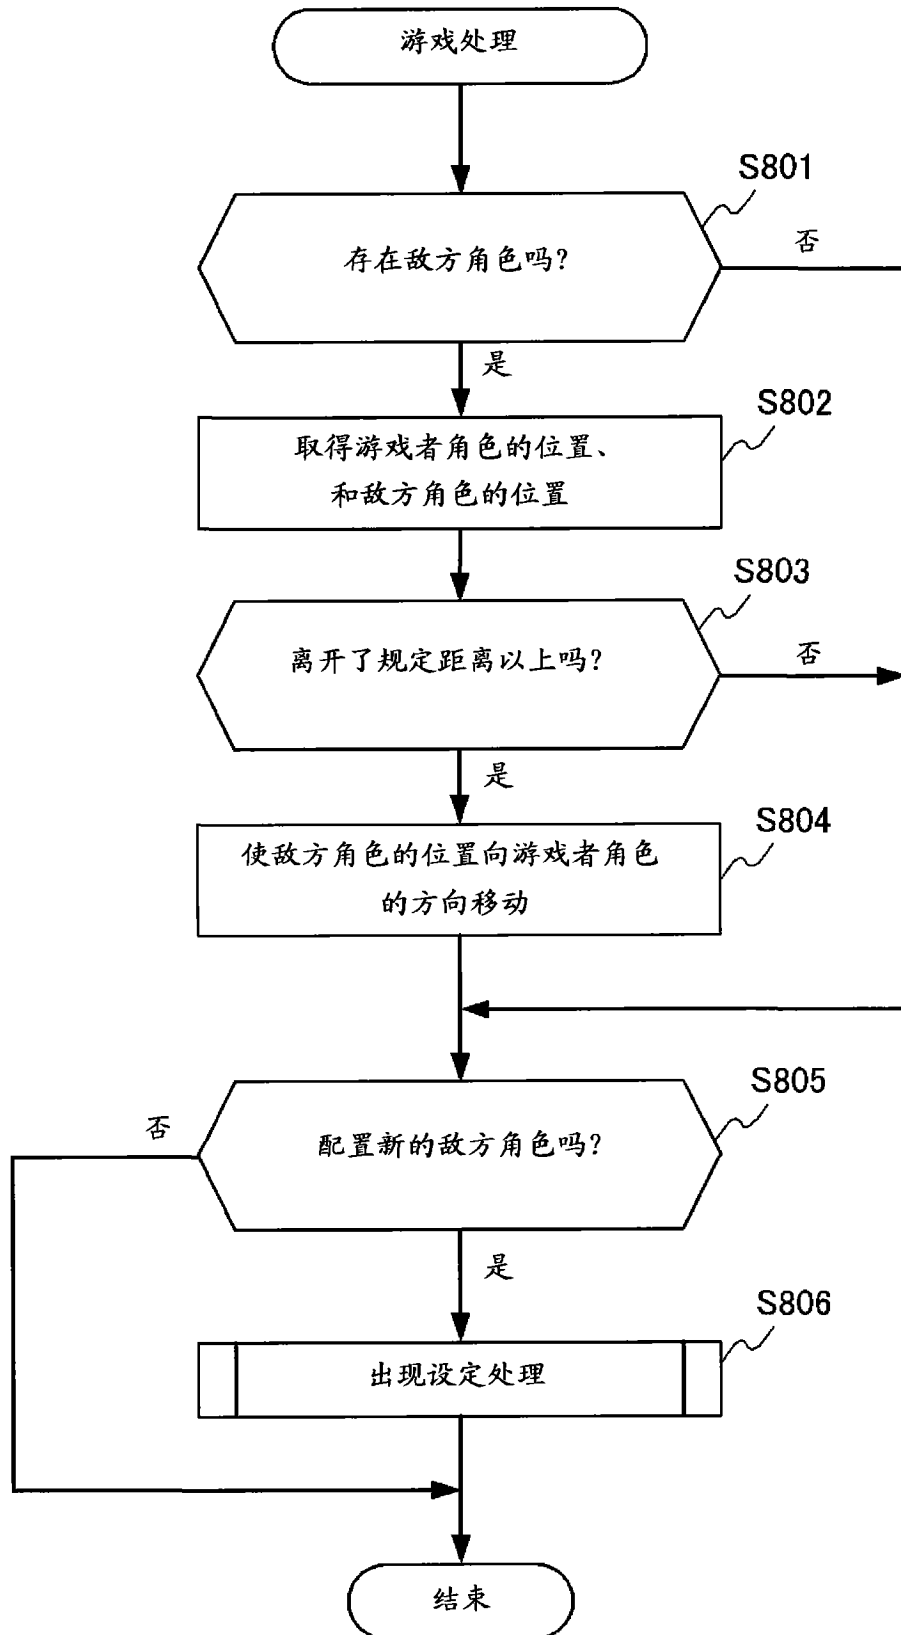 游戏处理
S801
存在敌方角色吗?
否
是
S802
取得游戏者角色的位置、
和敌方角色的位置
S803
离开了规定距离以上吗?
否
是
S804
使敌方角色的位置向游戏者角色
的方向移动
S805
否
配置新的敌方角色吗?
是
S806
出现设定处理
结束